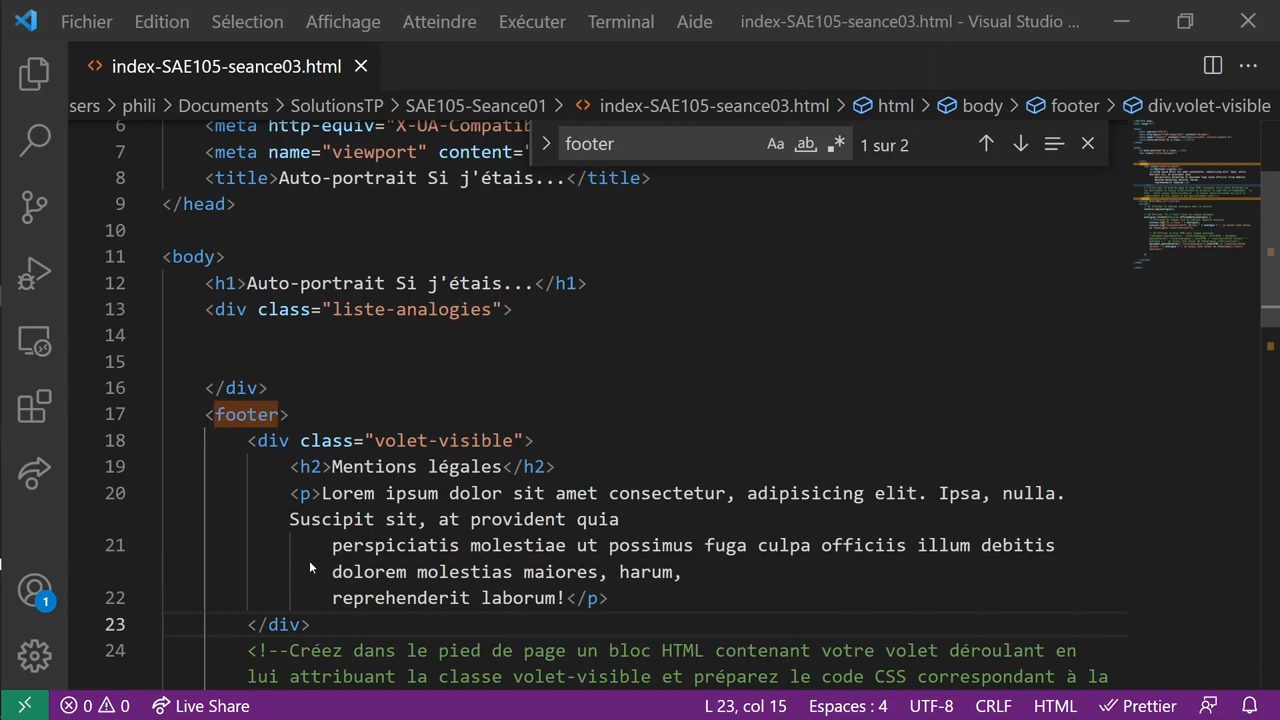 Fichier Edition Sélection Affichage Atteindre Exécuter Terminal Aide index-SAE105-seance03.html - Visual Studio ...
index-SAE105-seance03.html
sers > phili > Documents > SolutionsTP > SAE105-Seance01 > index-SAE105-seance03.html > html > body > footer > div.volet-visible
6 <meta http-equiv="X-UA-Compatib
footer Aa ab 1 sur 2
7 <meta name="viewport" content="
8 <title>Auto-portrait Si j'étais...</title>
9 </head>
10
11 <body>
12 <h1>Auto-portrait Si j'étais...</h1>
13 <div class="liste-analogies">
14
15
16 </div>
17 <footer>
18 <div class="volet-visible">
19 <h2>Mentions légales</h2>
20 <p>Lorem ipsum dolor sit amet consectetur, adipisicing elit. Ipsa, nulla.
Suscipit sit, at provident quia
21 perspiciatis molestiae ut possimus fuga culpa officiis illum debitis
dolorem molestias maiores, harum,
22 reprehenderit laborum!</p>
23 </div>
24 <!--Créez dans le pied de page un bloc HTML contenant votre volet déroulant en
lui attribuant la classe volet-visible et préparez le code CSS correspondant à la
1
0 0 Live Share L 23, col 15 Espaces : 4 UTF-8 CRLF HTML Prettier